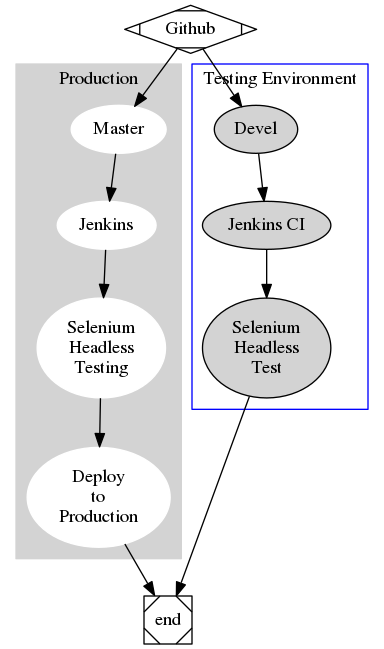 Github
Production
Master
Jenkins
Selenium
Headless
Testing
Deploy
to
Production
Testing Environment
Devel
Jenkins CI
Selenium
Headless
Test
end